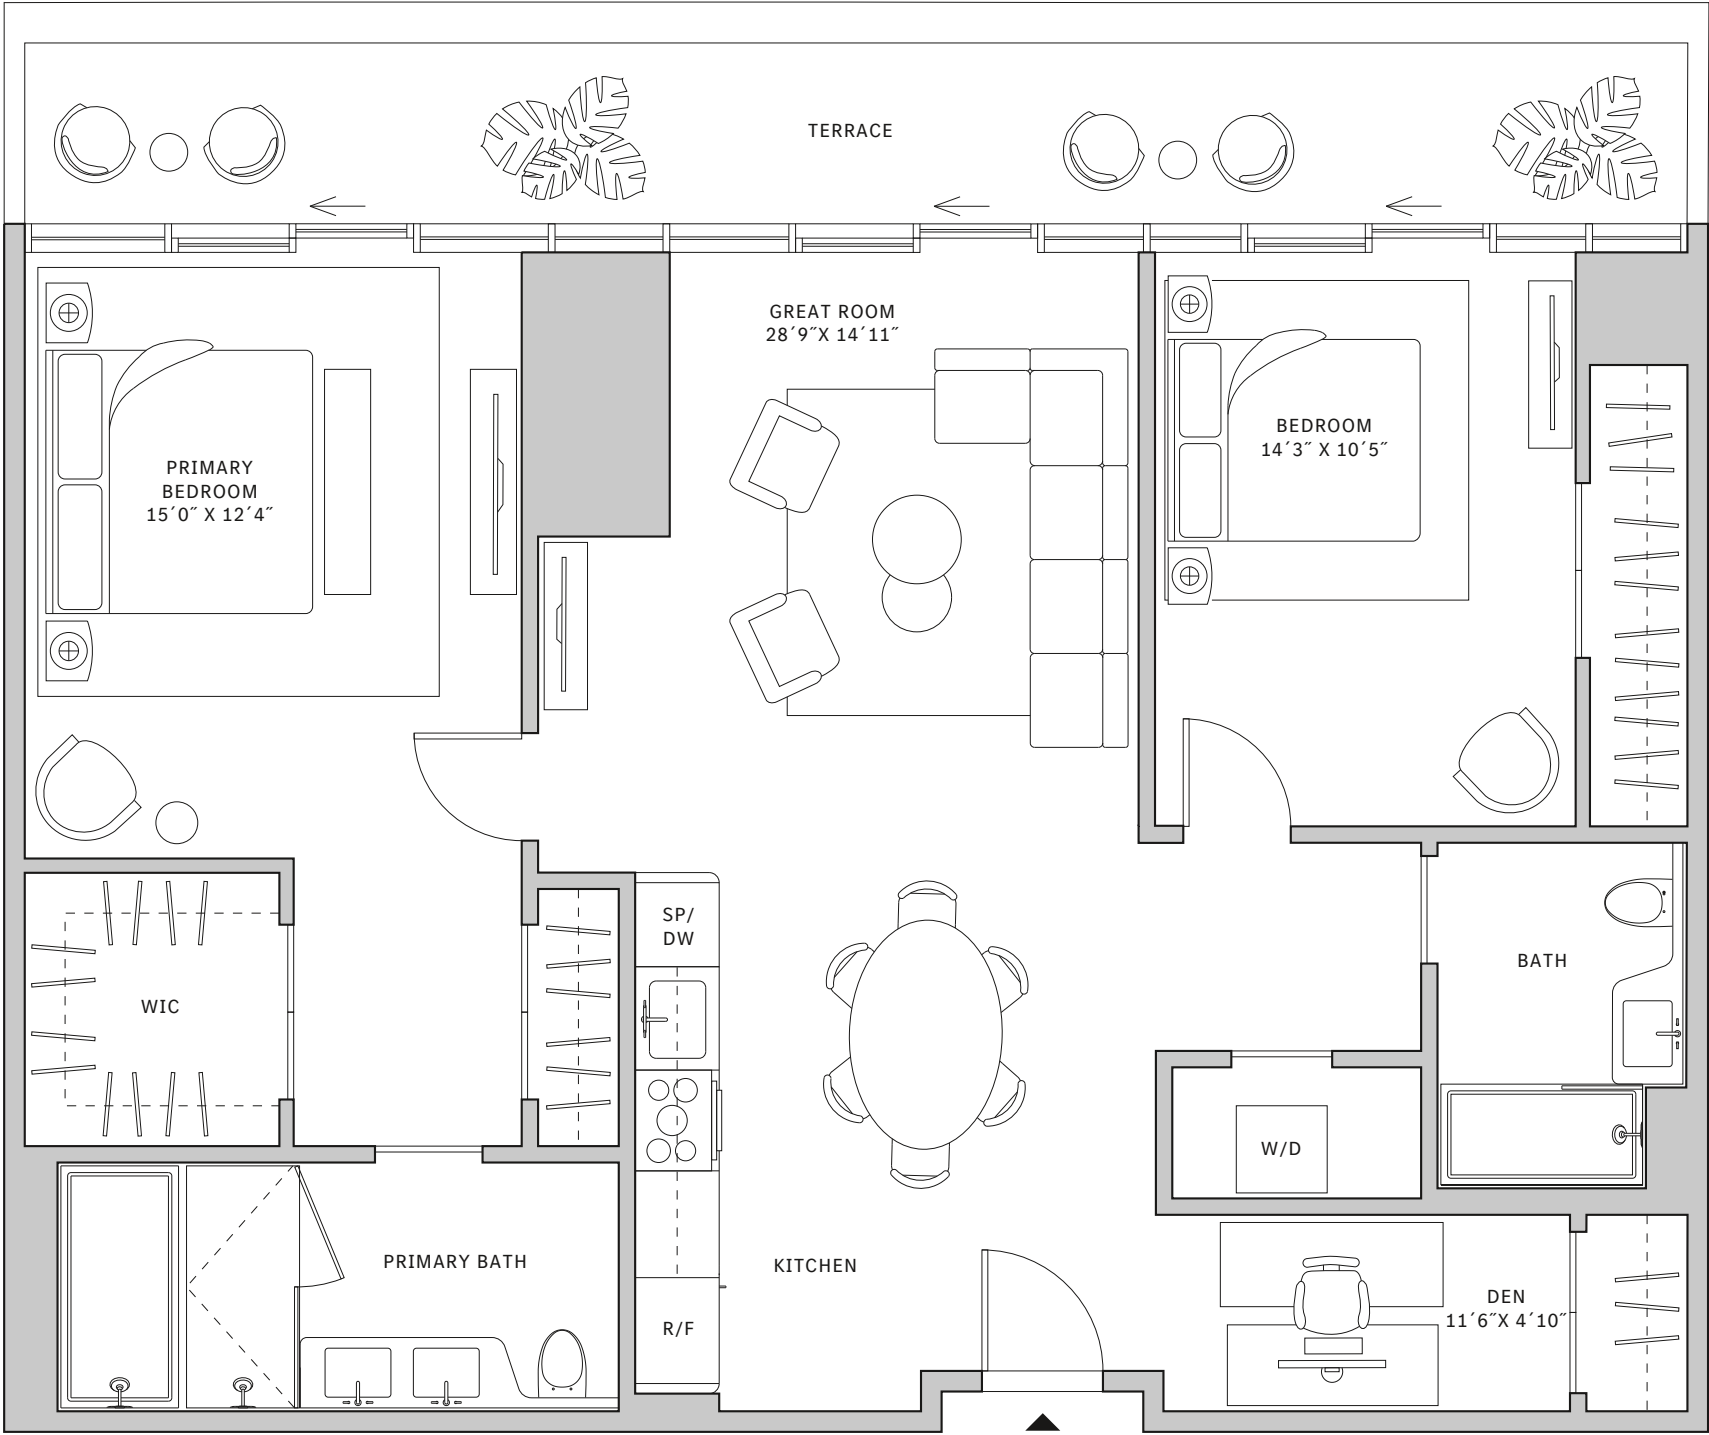 TERRACE
GREAT ROOM
28´9˝X 14´11˝
BEDROOM
14´3˝ X 10´5˝
PRIMARY
BEDROOM
15´0˝ X 12´4˝
SP/
DW
BATH
WIC
W/D
PRIMARY BATH
KITCHEN
DEN
11´6˝X 4´10˝
R/F